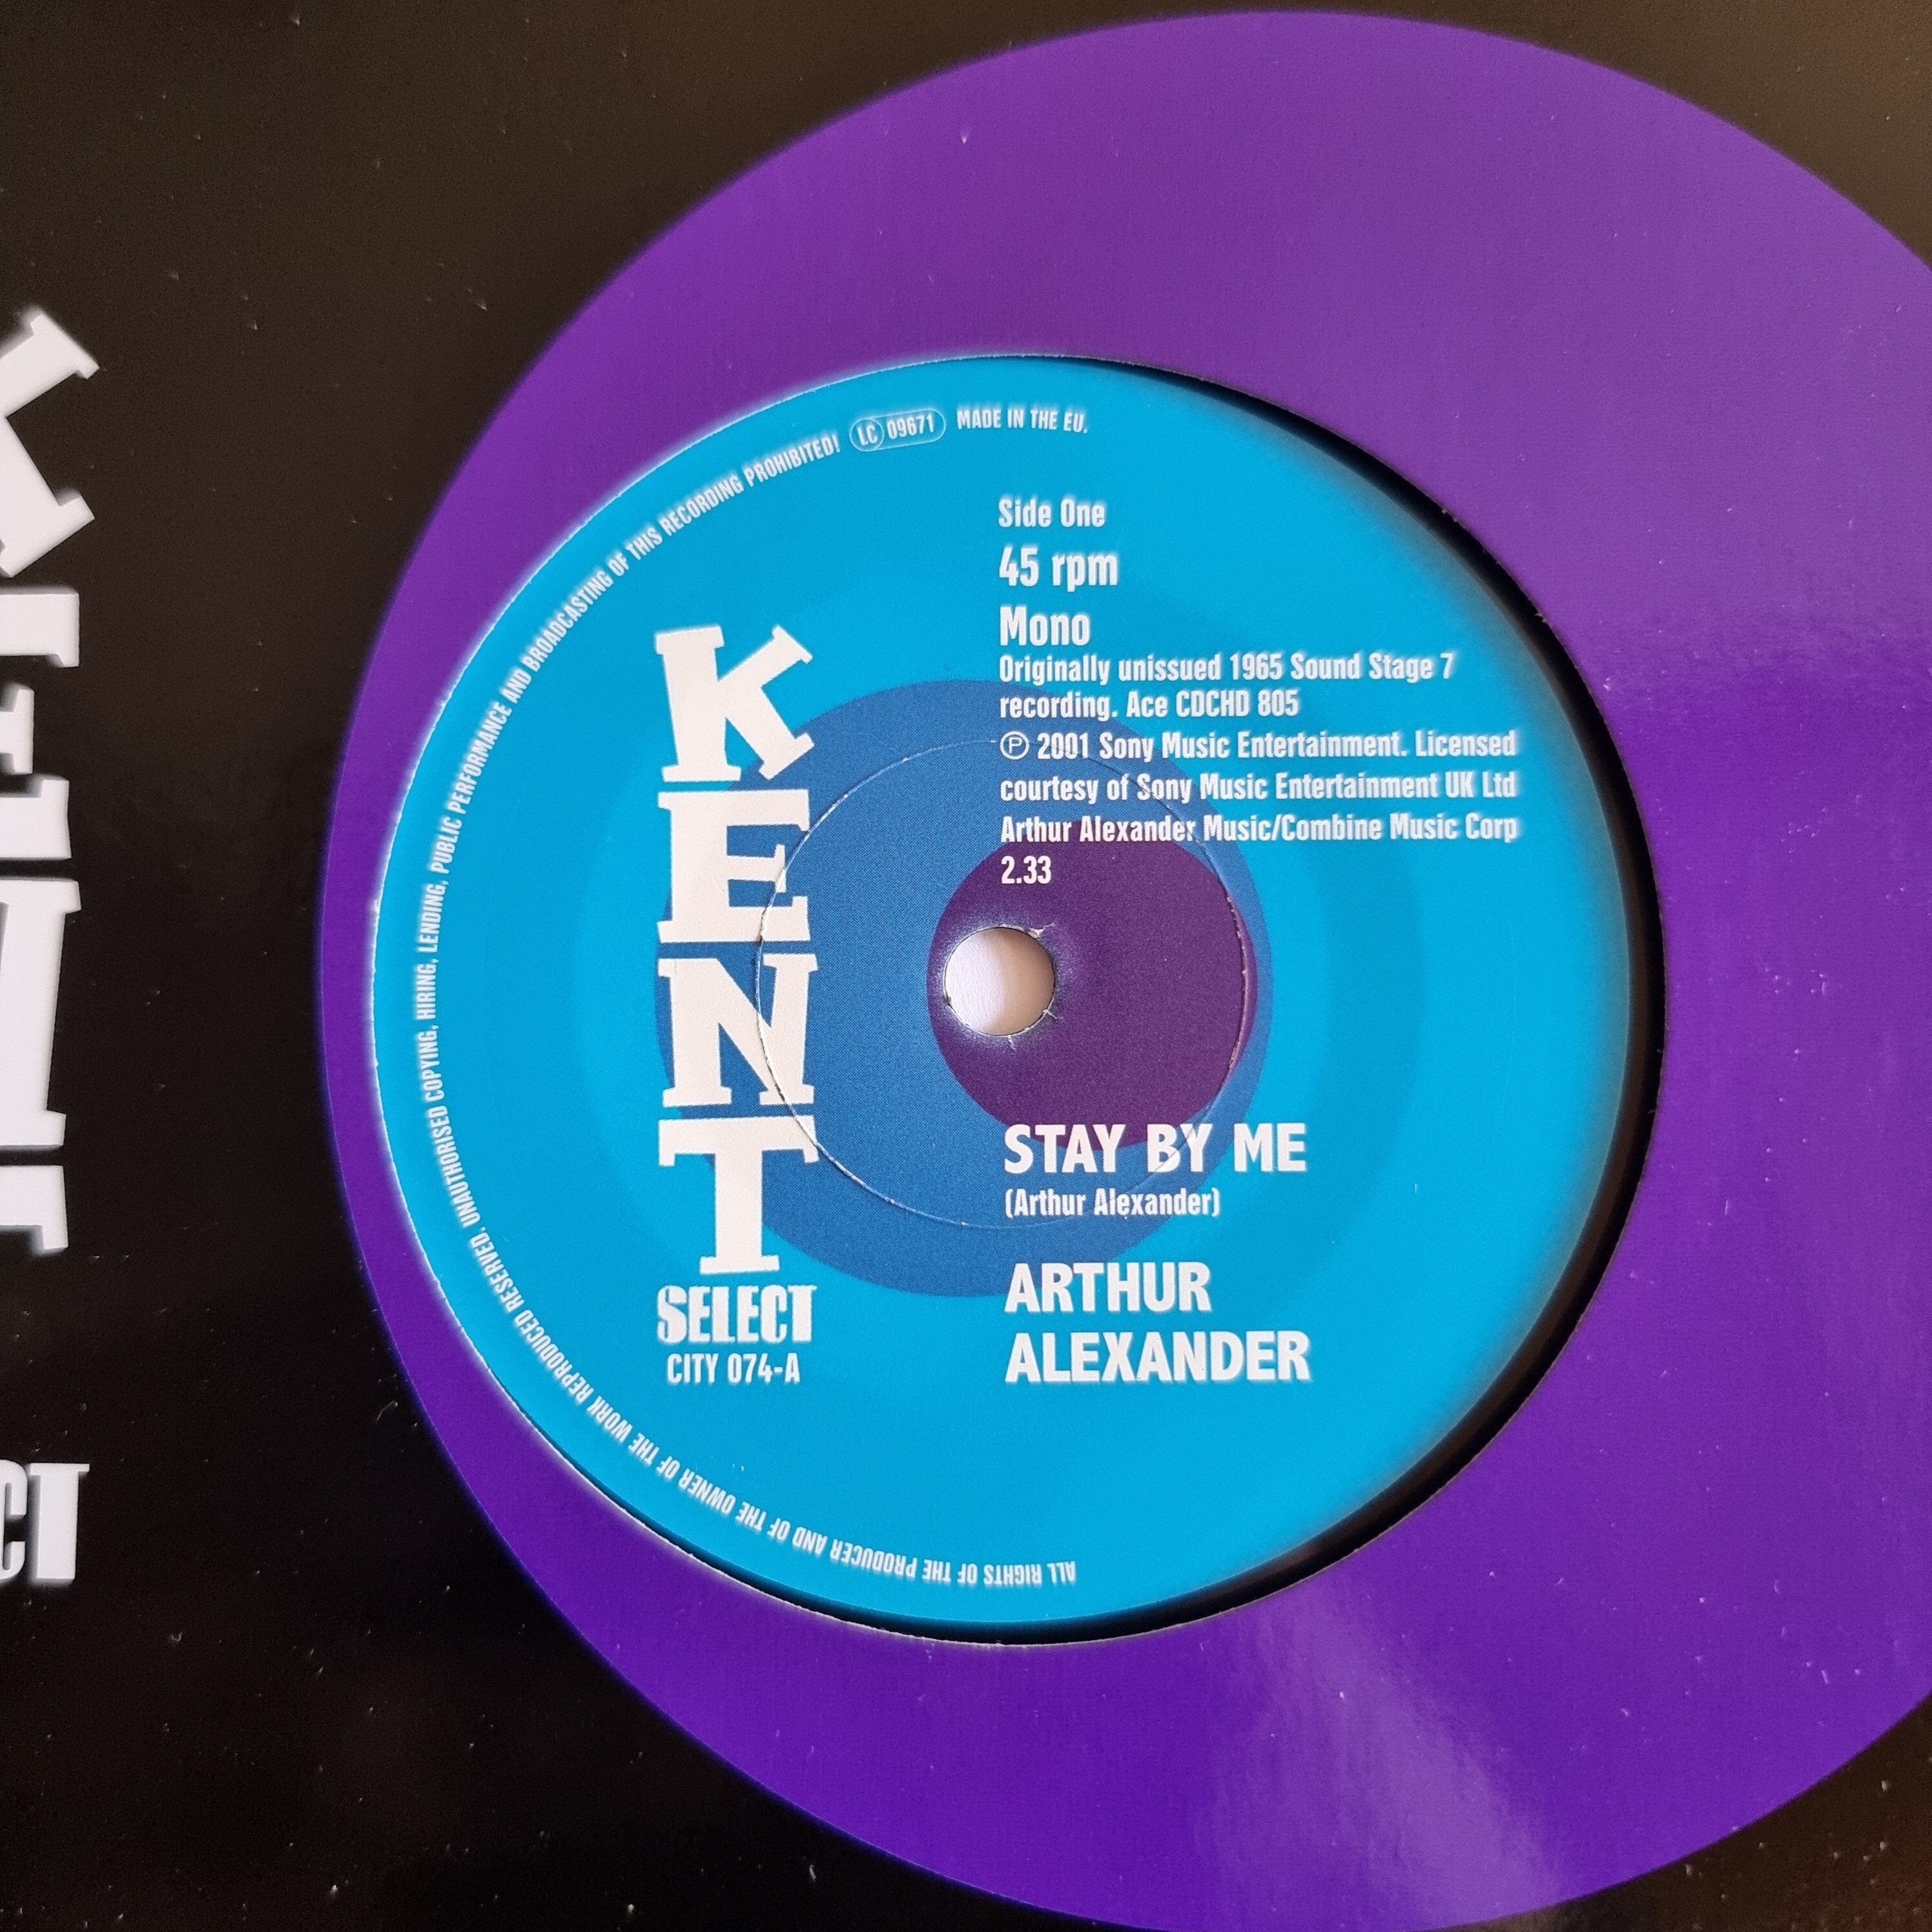 ALL RIGHTS OF THE PRODUCER AND OF THE OWNER OF THE WORK REPRODUCED RESERVED. UNAUTHORISED COPYING, HIRING, LENDING, PUBLIC PERFORMANCE AND BROADCASTING OF THIS RECORDING PROHIBITED! LC 09671 MADE IN THE EU.
Side One
45 rpm
Mono
Originally unissued 1965 Sound Stage 7
recording. Ace CDCHD 805
℗ 2001 Sony Music Entertainment. Licensed
courtesy of Sony Music Entertainment UK Ltd
Arthur Alexander Music/Combine Music Corp
2.33
KENT
SELECT
CITY 074-A
STAY BY ME
(Arthur Alexander)
ARTHUR
ALEXANDER